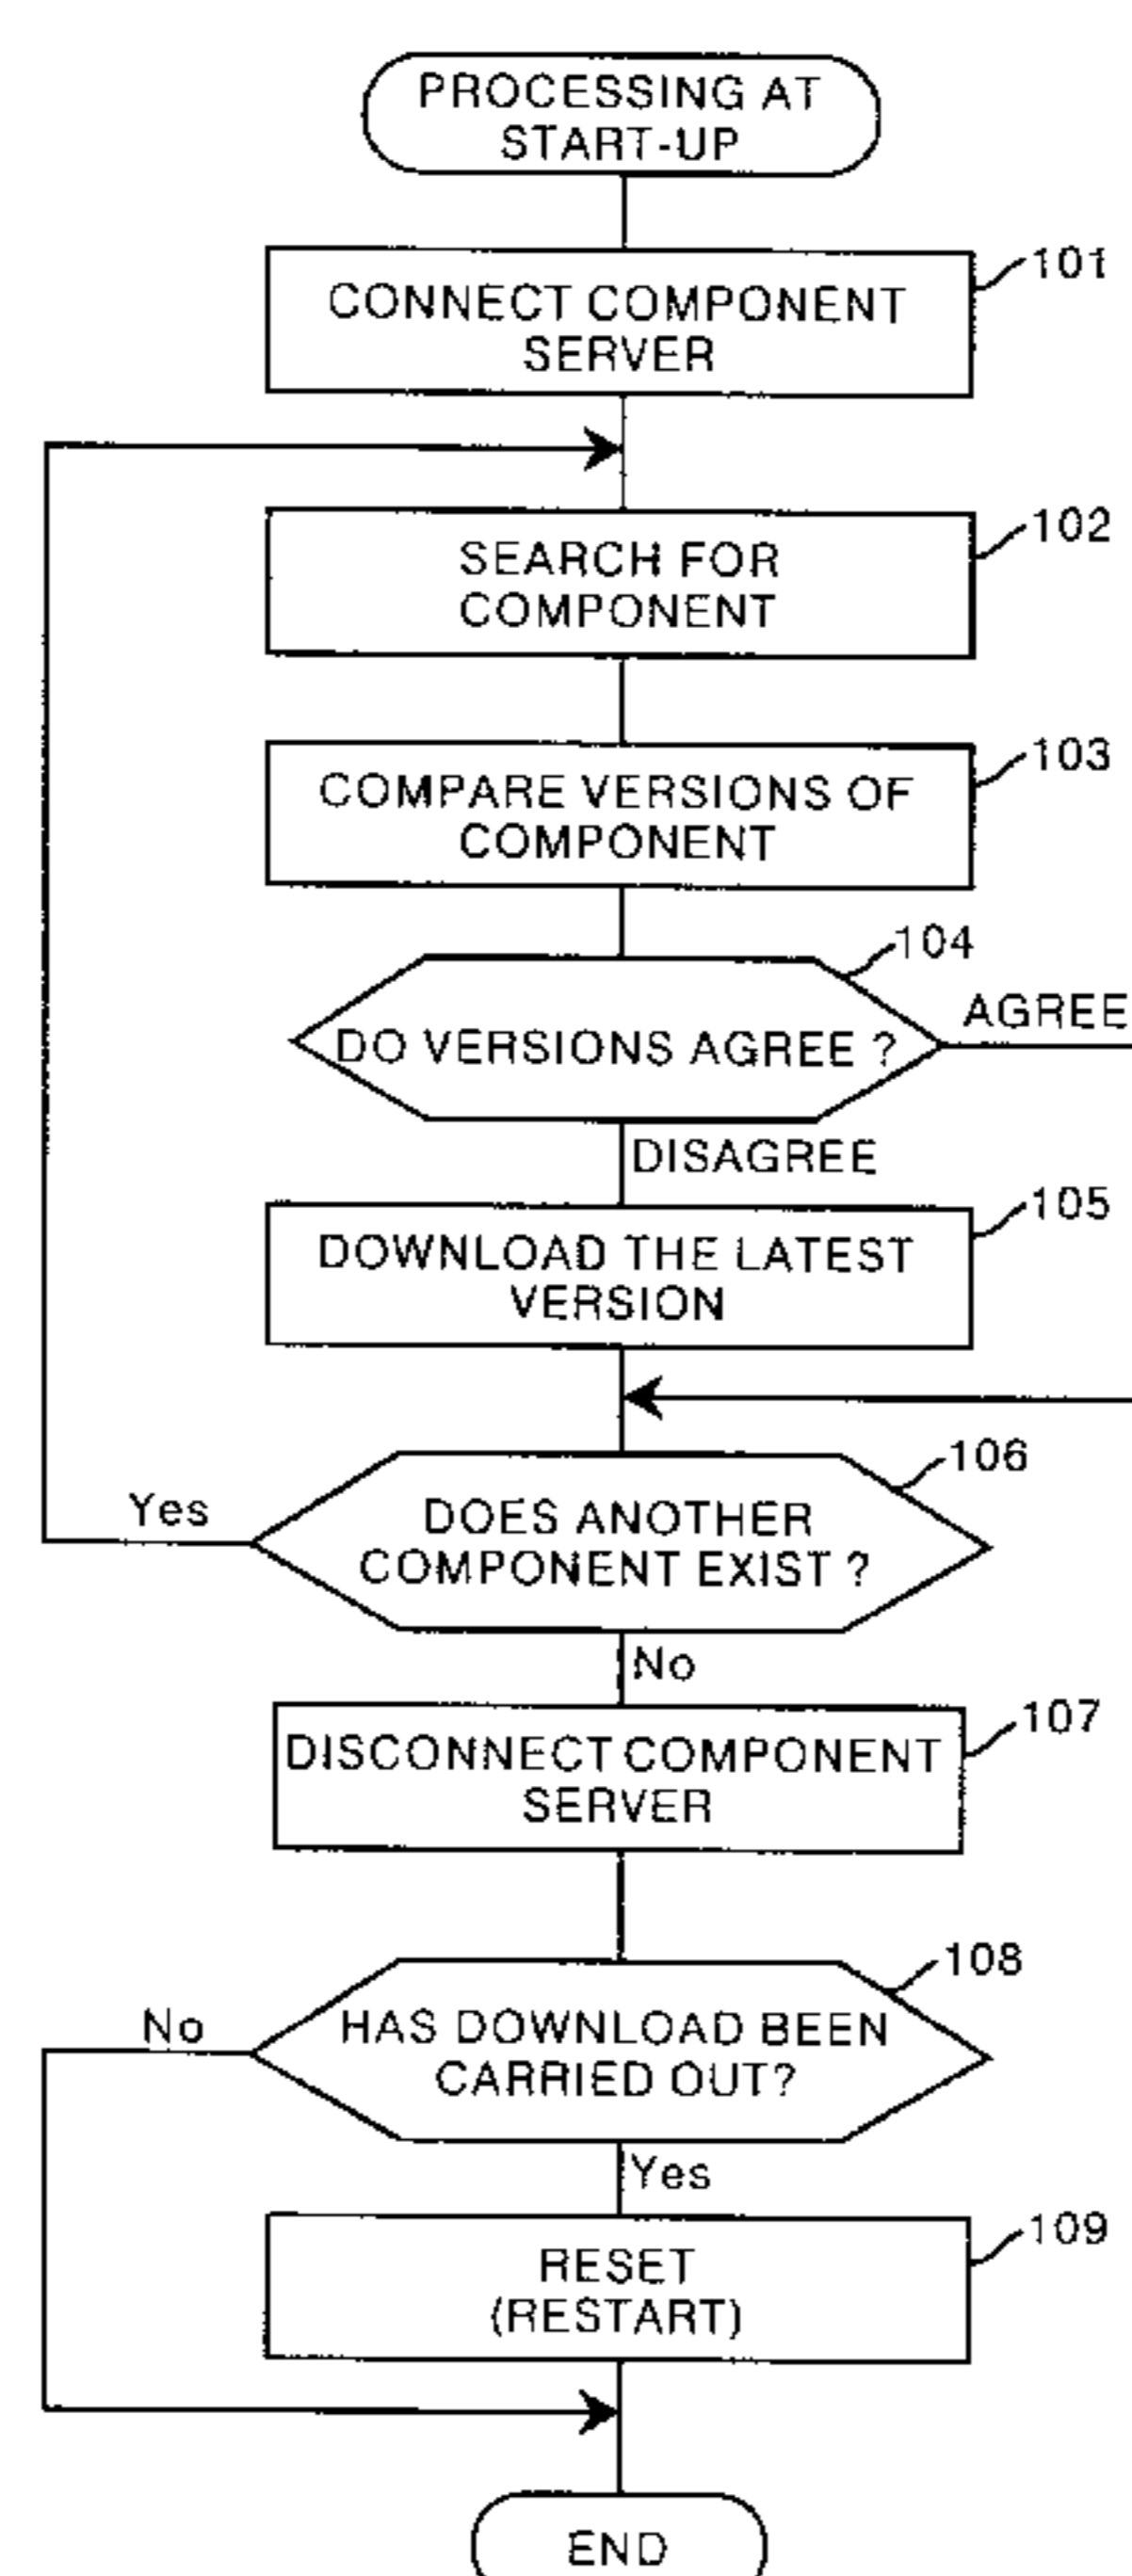 PROCESSING AT
START-UP
101
CONNECT COMPONENT
SERVER
102
SEARCH FOR
COMPONENT
103
COMPARE VERSIONS OF
COMPONENT
104
AGREE
DO VERSIONS AGREE ?
DISAGREE
105
DOWNLOAD THE LATEST
VERSION
106
Yes
DOES ANOTHER
COMPONENT EXIST ?
No
107
DISCONNECT COMPONENT
SERVER
108
No
HAS DOWNLOAD BEEN
CARRIED OUT?
Yes
109
RESET
(RESTART)
END